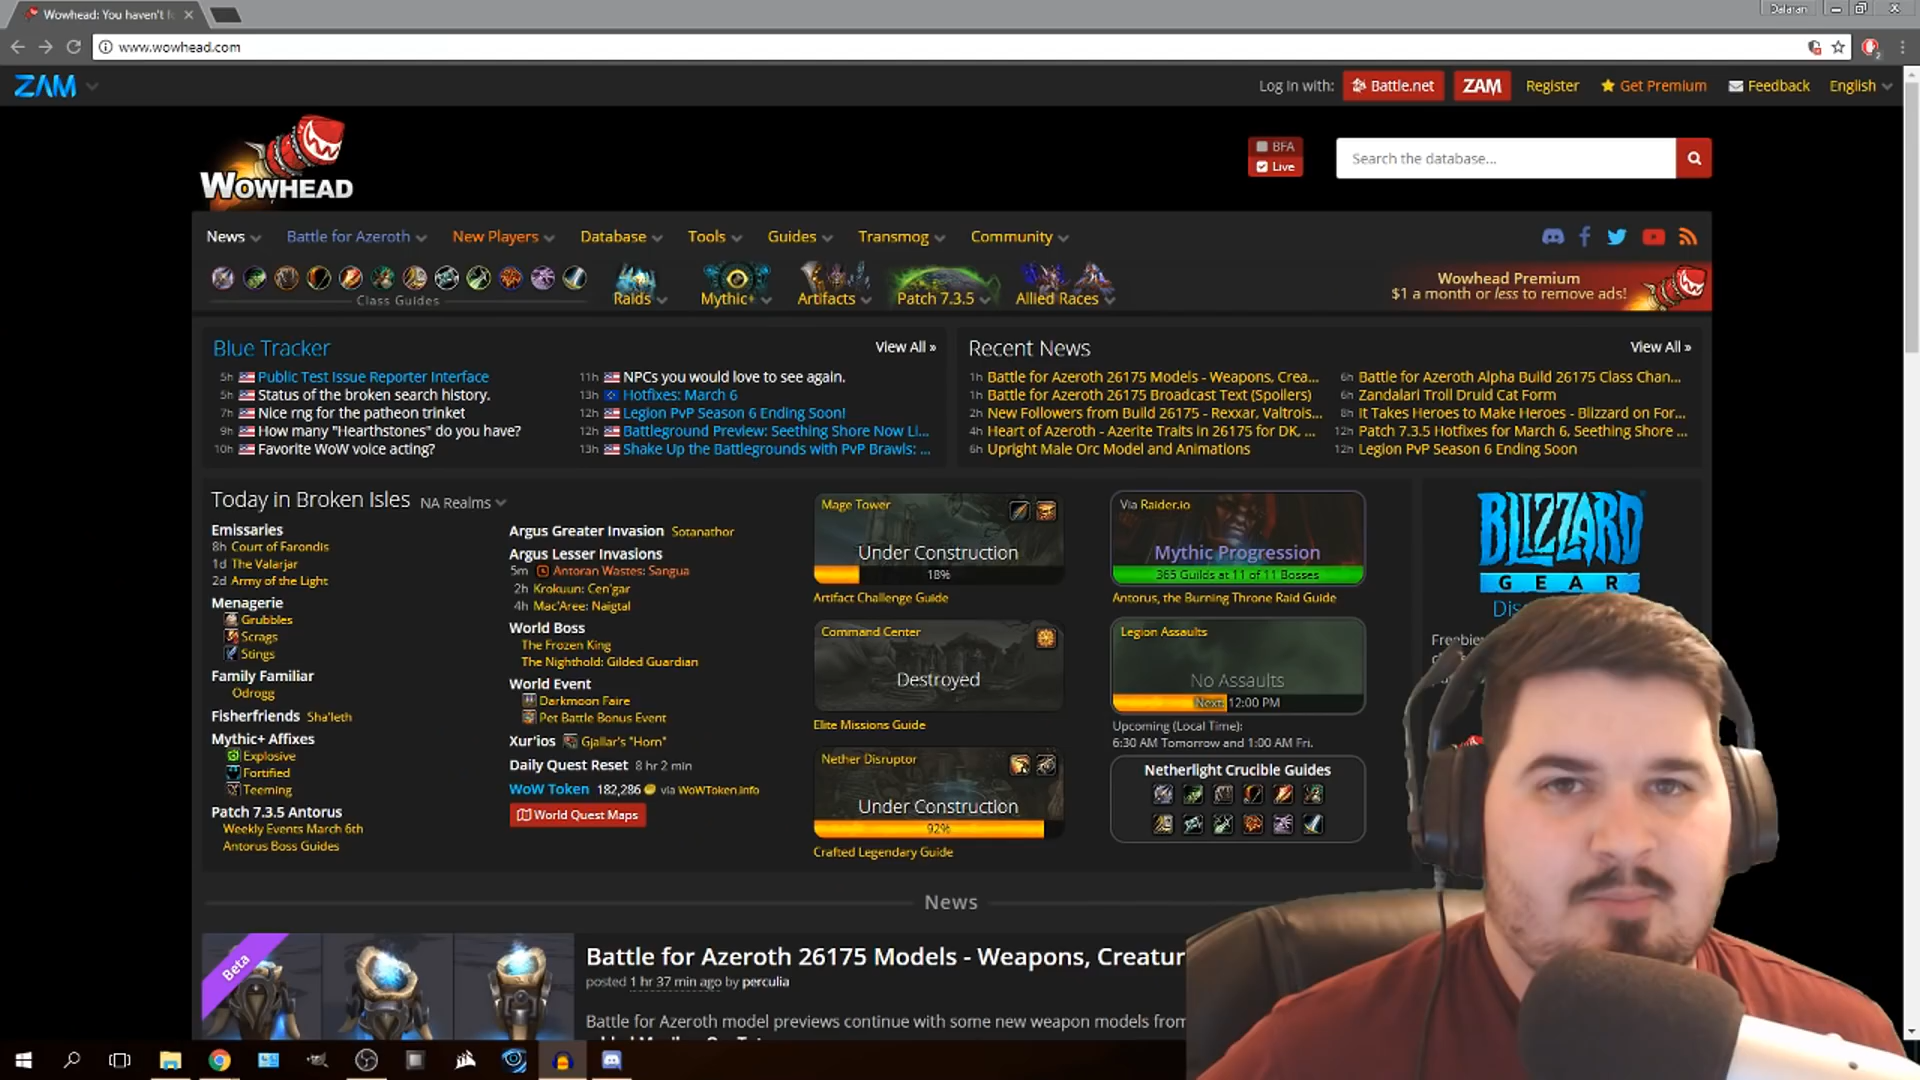 Wowhead: You haven't f
Dalaran
www.wowhead.com
ZAM
Log in with:
Battle.net
ZAM
Register
Get Premium
Feedback
English
WOWHEAD
BFA
Live
Search the database...
News
Battle for Azeroth
New Players
Database
Tools
Guides
Transmog
Community
Class Guides
Raids
Mythic+
Artifacts
Patch 7.3.5
Allied Races
Wowhead Premium
$1 a month or less to remove ads!
Blue Tracker
View All »
5h Public Test Issue Reporter Interface
5h Status of the broken search history.
7h Nice rng for the patheon trinket
9h How many "Hearthstones" do you have?
10h Favorite WoW voice acting?
11h NPCs you would love to see again.
13h Hotfixes: March 6
12h Legion PvP Season 6 Ending Soon!
12h Battleground Preview: Seething Shore Now Li...
13h Shake Up the Battlegrounds with PvP Brawls: ...
Recent News
View All »
1h Battle for Azeroth 26175 Models - Weapons, Crea...
1h Battle for Azeroth 26175 Broadcast Text (Spoilers)
2h New Followers from Build 26175 - Rexxar, Valtrois...
4h Heart of Azeroth - Azerite Traits in 26175 for DK, ...
6h Upright Male Orc Model and Animations
6h Battle for Azeroth Alpha Build 26175 Class Chan...
6h Zandalari Troll Druid Cat Form
8h It Takes Heroes to Make Heroes - Blizzard on For...
12h Patch 7.3.5 Hotfixes for March 6, Seething Shore ...
12h Legion PvP Season 6 Ending Soon
Today in Broken Isles
NA Realms
Emissaries
8h Court of Farondis
1d The Valarjar
2d Army of the Light
Menagerie
Grubbles
Scrags
Stings
Family Familiar
Odrogg
Fisherfriends Sha'leth
Mythic+ Affixes
Explosive
Fortified
Teeming
Patch 7.3.5 Antorus
Weekly Events March 6th
Antorus Boss Guides
Argus Greater Invasion Sotanathor
Argus Lesser Invasions
5m Antoran Wastes: Sangua
2h Krokuun: Cen'gar
4h Mac'Aree: Naigtal
World Boss
The Frozen King
The Nighthold: Gilded Guardian
World Event
Darkmoon Faire
Pet Battle Bonus Event
Xur'ios Gjallar's "Horn"
Daily Quest Reset 8 hr 2 min
WoW Token 182,286 via WoWToken.info
World Quest Maps
Mage Tower
Under Construction
18%
Artifact Challenge Guide
Command Center
Destroyed
Elite Missions Guide
Nether Disruptor
Under Construction
92%
Crafted Legendary Guide
Via Raider.io
Mythic Progression
365 Guilds at 11 of 11 Bosses
Antorus, the Burning Throne Raid Guide
Legion Assaults
No Assaults
Next: 12:00 PM
Upcoming (Local Time):
6:30 AM Tomorrow and 1:00 AM Fri.
Netherlight Crucible Guides
BLIZZARD
GEAR
News
Beta
Battle for Azeroth 26175 Models - Weapons, Creatur
posted 1 hr 37 min ago by perculia
Battle for Azeroth model previews continue with some new weapon models from